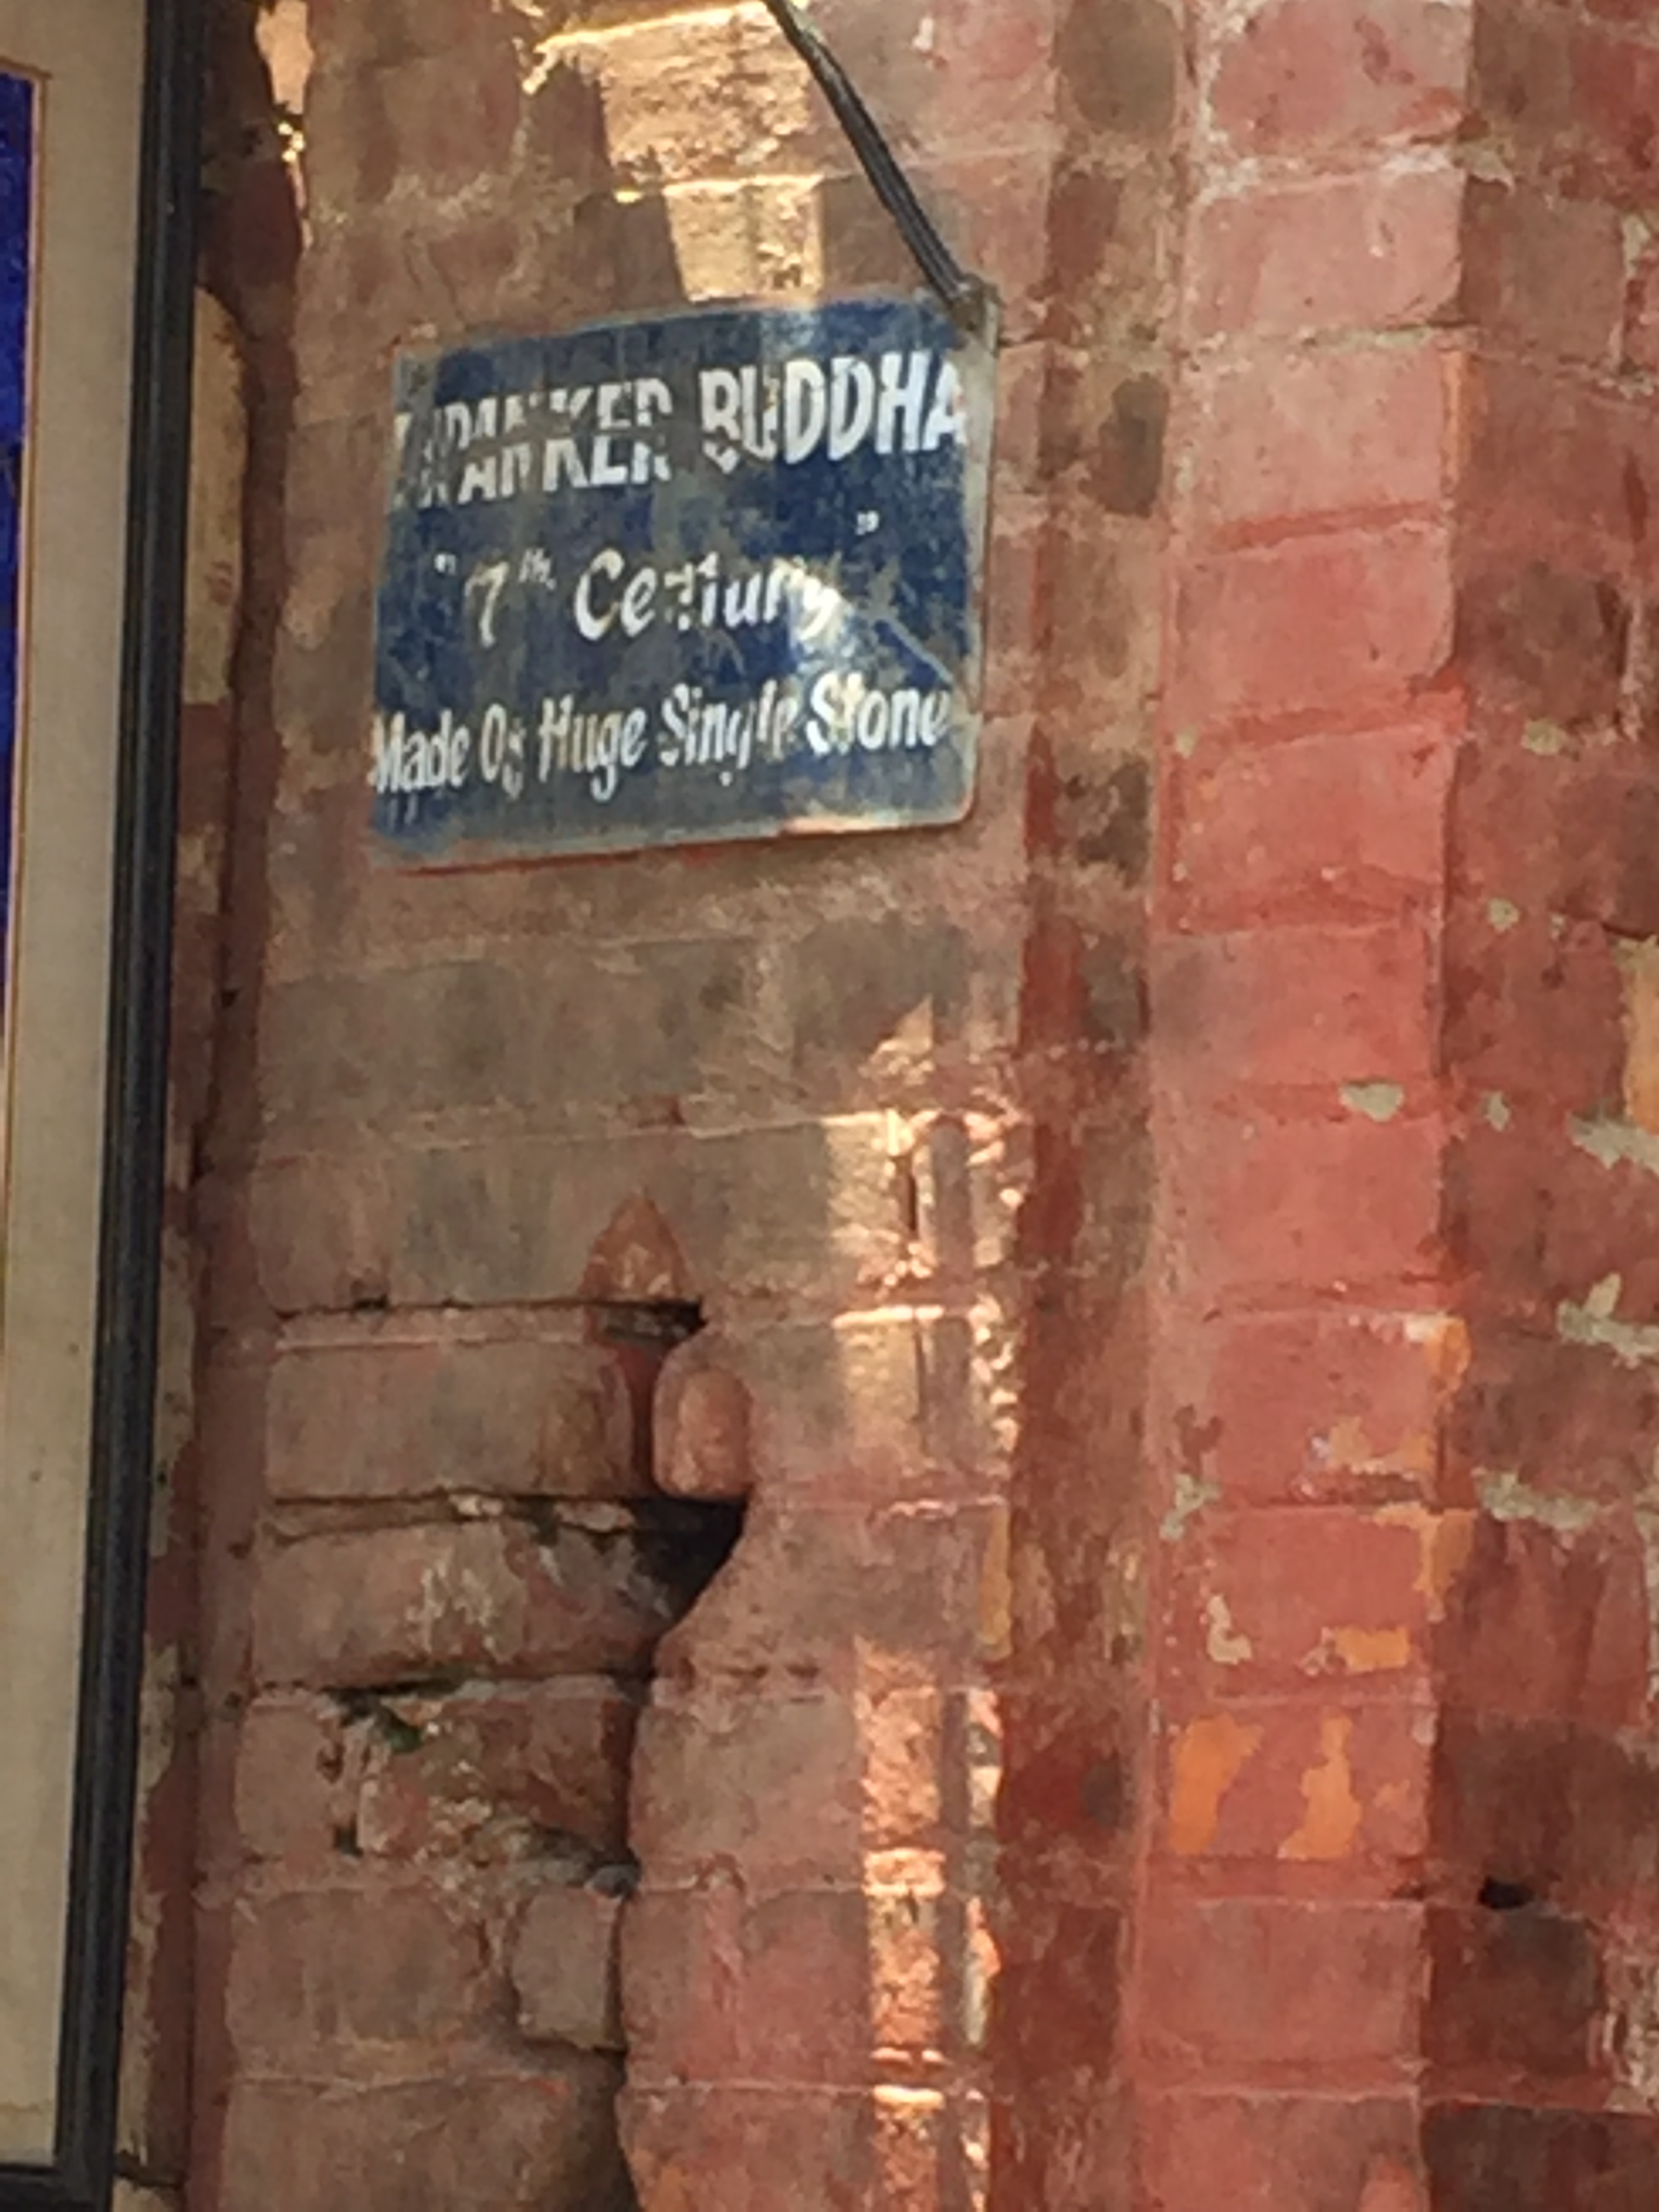 BUDDHA
"7th Century"
Made Of Huge Single Stone